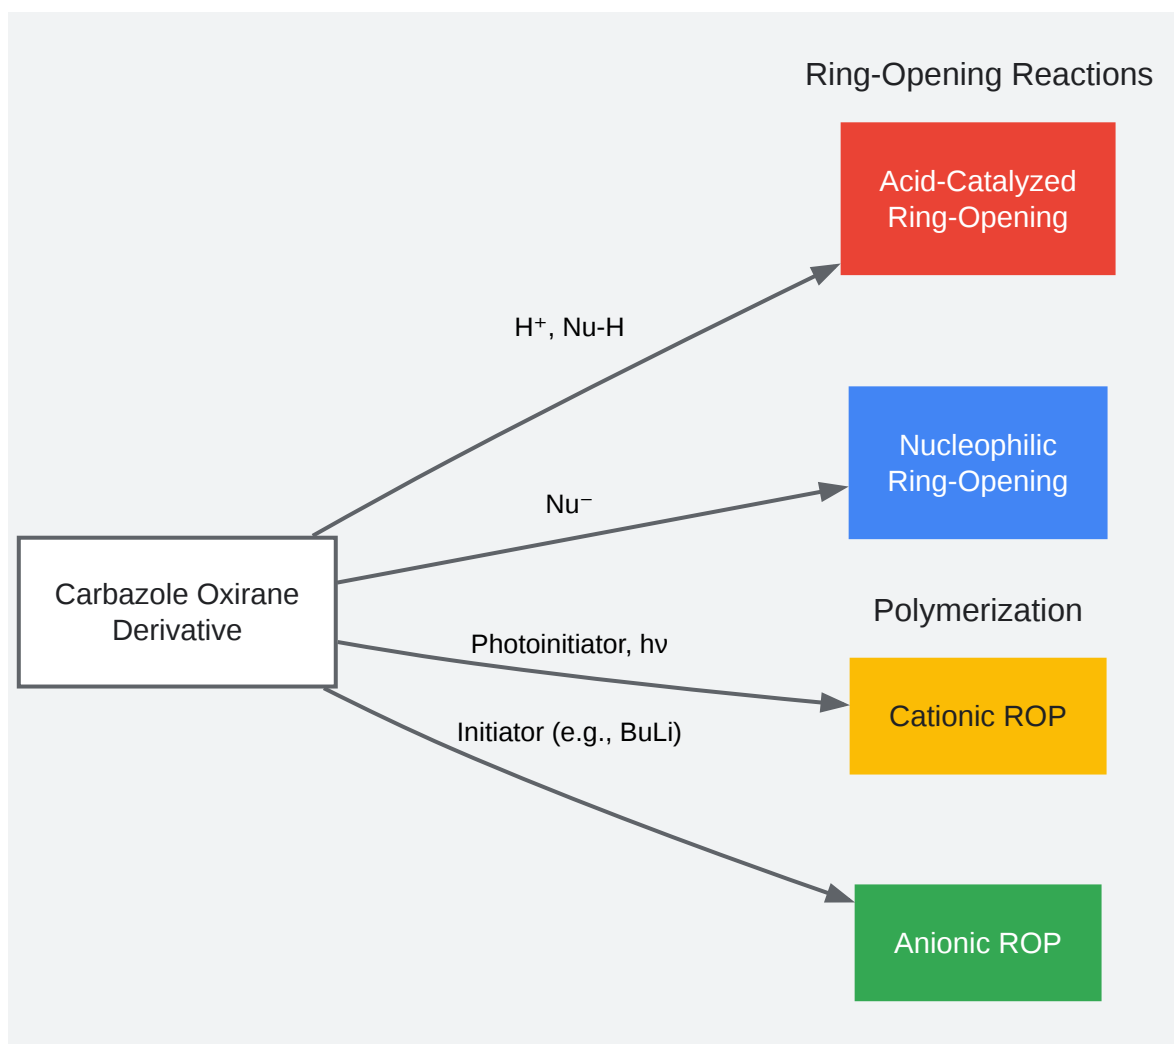 Ring-Opening Reactions
Acid-Catalyzed
Ring-Opening
H⁺, Nu-H
Nucleophilic
Ring-Opening
Nu⁻
Carbazole Oxirane
Derivative
Polymerization
Photoinitiator, hν
Cationic ROP
Initiator (e.g., BuLi)
Anionic ROP